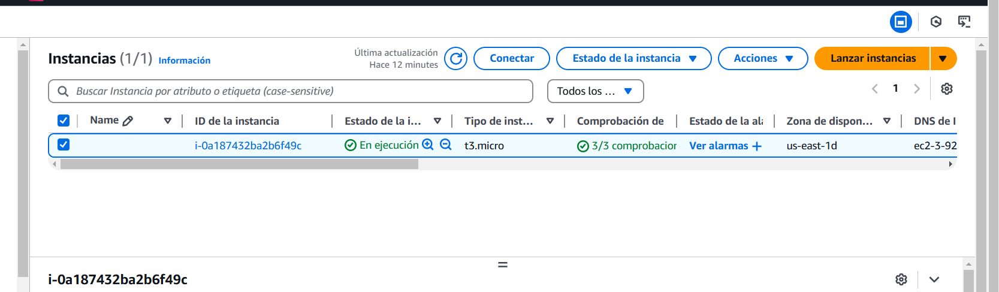 Instancias (1/1) Información
Última actualización
Hace 12 minutes
Conectar
Estado de la instancia
Acciones
Lanzar instancias
Buscar Instancia por atributo o etiqueta (case-sensitive)
Todos los ...
1
Name
ID de la instancia
Estado de la i...
Tipo de inst...
Comprobación de
Estado de la ala
Zona de dispon...
DNS de I
i-0a187432ba2b6f49c
En ejecución
t3.micro
3/3 comprobacior
Ver alarmas +
us-east-1d
ec2-3-92
i-0a187432ba2b6f49c